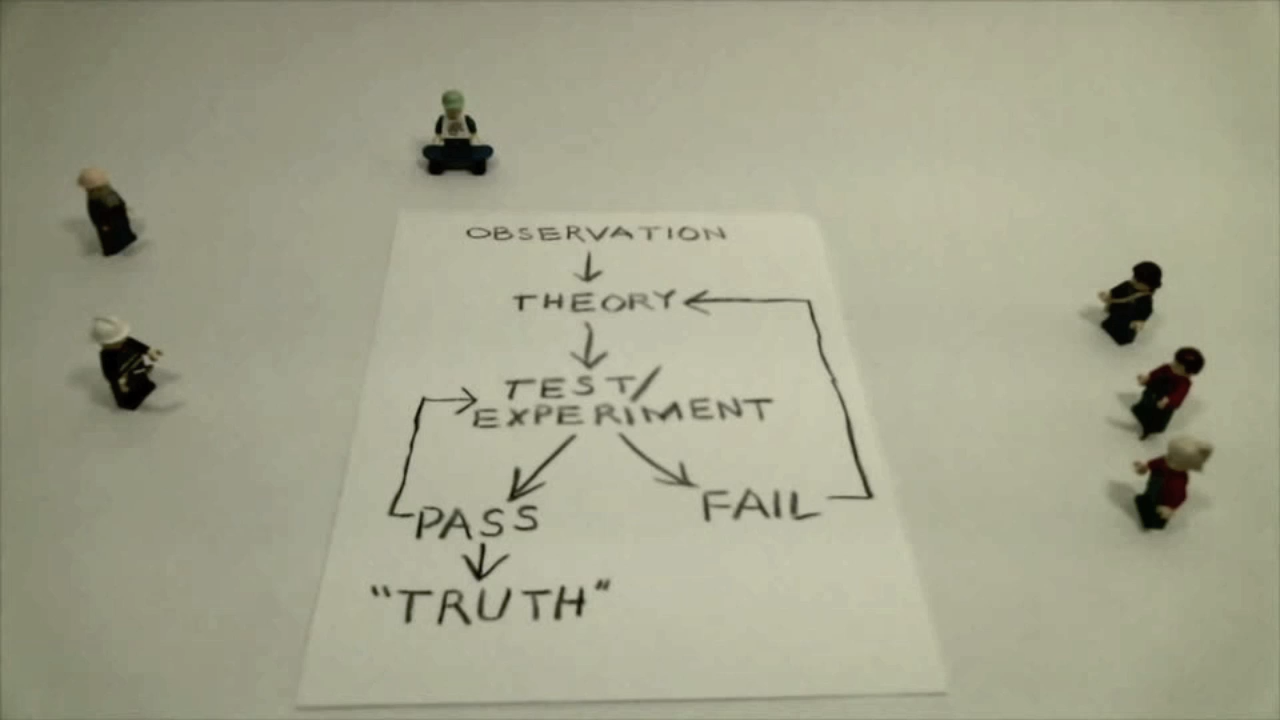 OBSERVATION
THEORY
TEST/
EXPERIMENT
PASS
FAIL
"TRUTH"